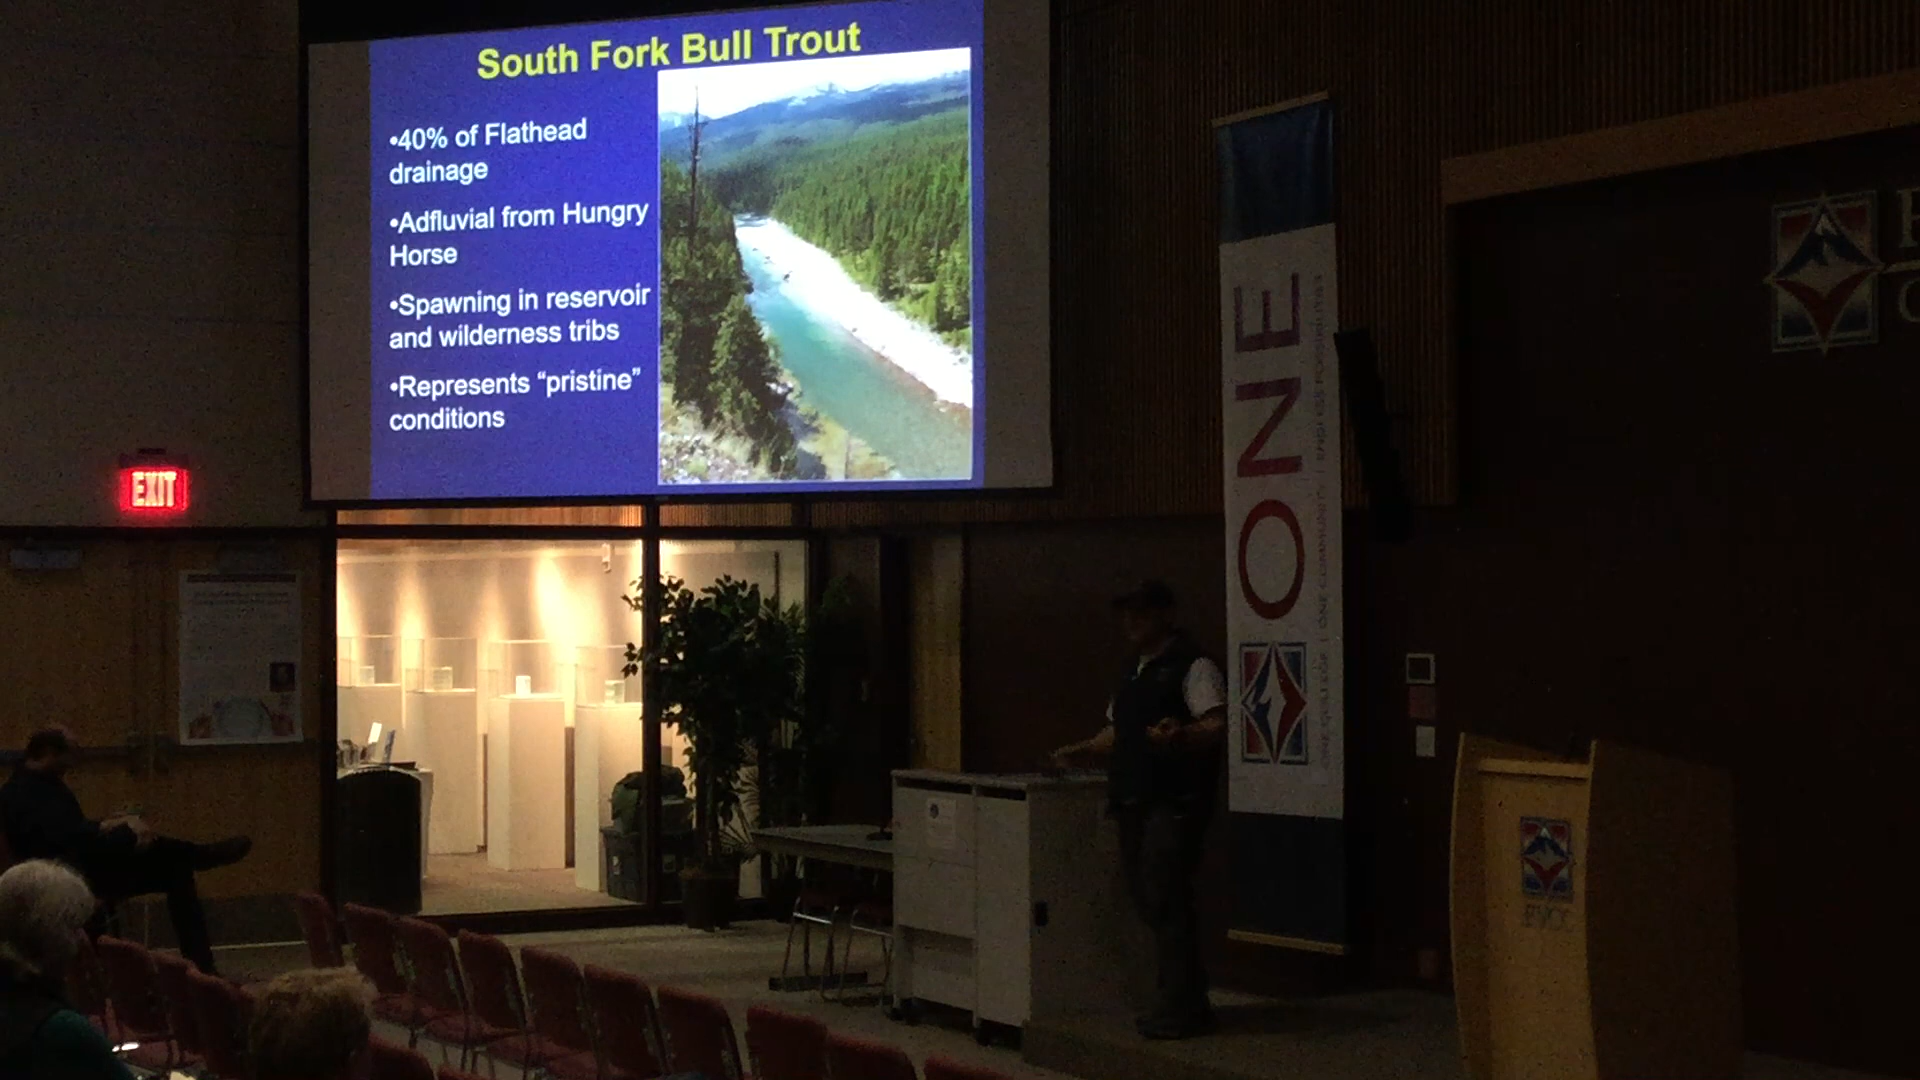 South Fork Bull Trout
•40% of Flathead
drainage
•Adfluvial from Hungry
Horse
•Spawning in reservoir
and wilderness tribs
•Represents “pristine”
conditions
EXIT
ONE
FVCC